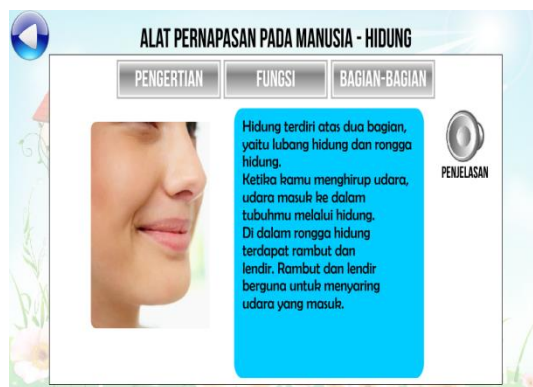 ALAT PERNAPASAN PADA MANUSIA - HIDUNG
PENGERTIAN FUNGSI BAGIAN-BAGIAN
Hidung terdiri atas dua bagian,
yaitu lubang hidung dan rongga
hidung.
Ketika kamu menghirup udara,
udara masuk ke dalam
tubuhmu melalui hidung.
Di dalam rongga hidung
terdapat rambut dan
lendir. Rambut dan lendir
berguna untuk menyaring
udara yang masuk.
PENJELASAN